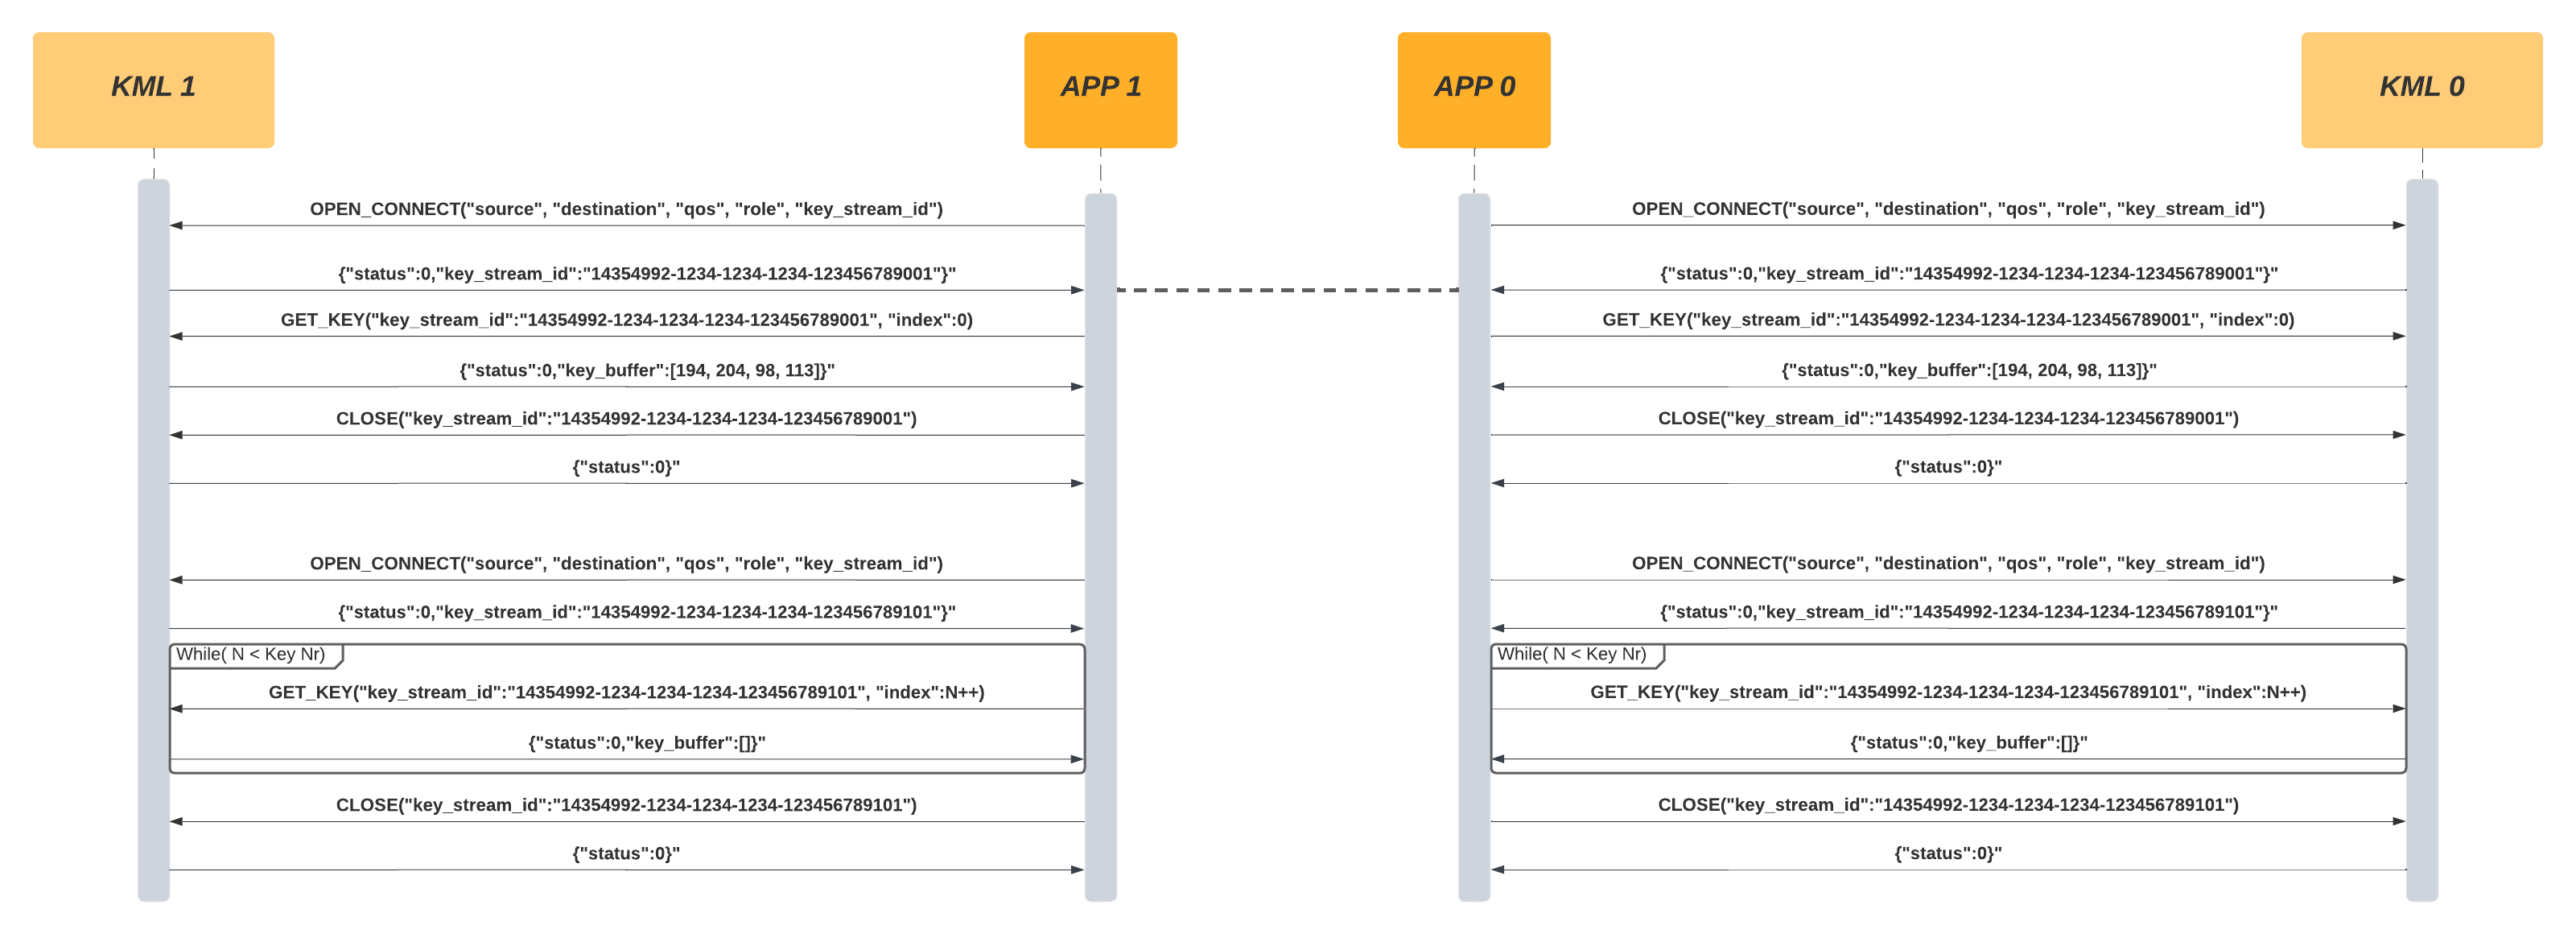 KML 1
APP 1
APP 0
KML 0
OPEN_CONNECT("source", "destination", "qos", "role", "key_stream_id")
OPEN_CONNECT("source", "destination", "qos", "role", "key_stream_id")
{"status":0,"key_stream_id":"14354992-1234-1234-1234-123456789001"}"
{"status":0,"key_stream_id":"14354992-1234-1234-1234-123456789001"}"
GET_KEY("key_stream_id":"14354992-1234-1234-1234-123456789001", "index":0)
GET_KEY("key_stream_id":"14354992-1234-1234-1234-123456789001", "index":0)
{"status":0,"key_buffer":[194, 204, 98, 113]}"
{"status":0,"key_buffer":[194, 204, 98, 113]}"
CLOSE("key_stream_id":"14354992-1234-1234-1234-123456789001")
CLOSE("key_stream_id":"14354992-1234-1234-1234-123456789001")
{"status":0}"
{"status":0}"
OPEN_CONNECT("source", "destination", "qos", "role", "key_stream_id")
OPEN_CONNECT("source", "destination", "qos", "role", "key_stream_id")
{"status":0,"key_stream_id":"14354992-1234-1234-1234-123456789101"}"
{"status":0,"key_stream_id":"14354992-1234-1234-1234-123456789101"}"
While( N < Key Nr)
While( N < Key Nr)
GET_KEY("key_stream_id":"14354992-1234-1234-1234-123456789101", "index":N++)
GET_KEY("key_stream_id":"14354992-1234-1234-1234-123456789101", "index":N++)
{"status":0,"key_buffer":[]}"
{"status":0,"key_buffer":[]}"
CLOSE("key_stream_id":"14354992-1234-1234-1234-123456789101")
CLOSE("key_stream_id":"14354992-1234-1234-1234-123456789101")
{"status":0}"
{"status":0}"